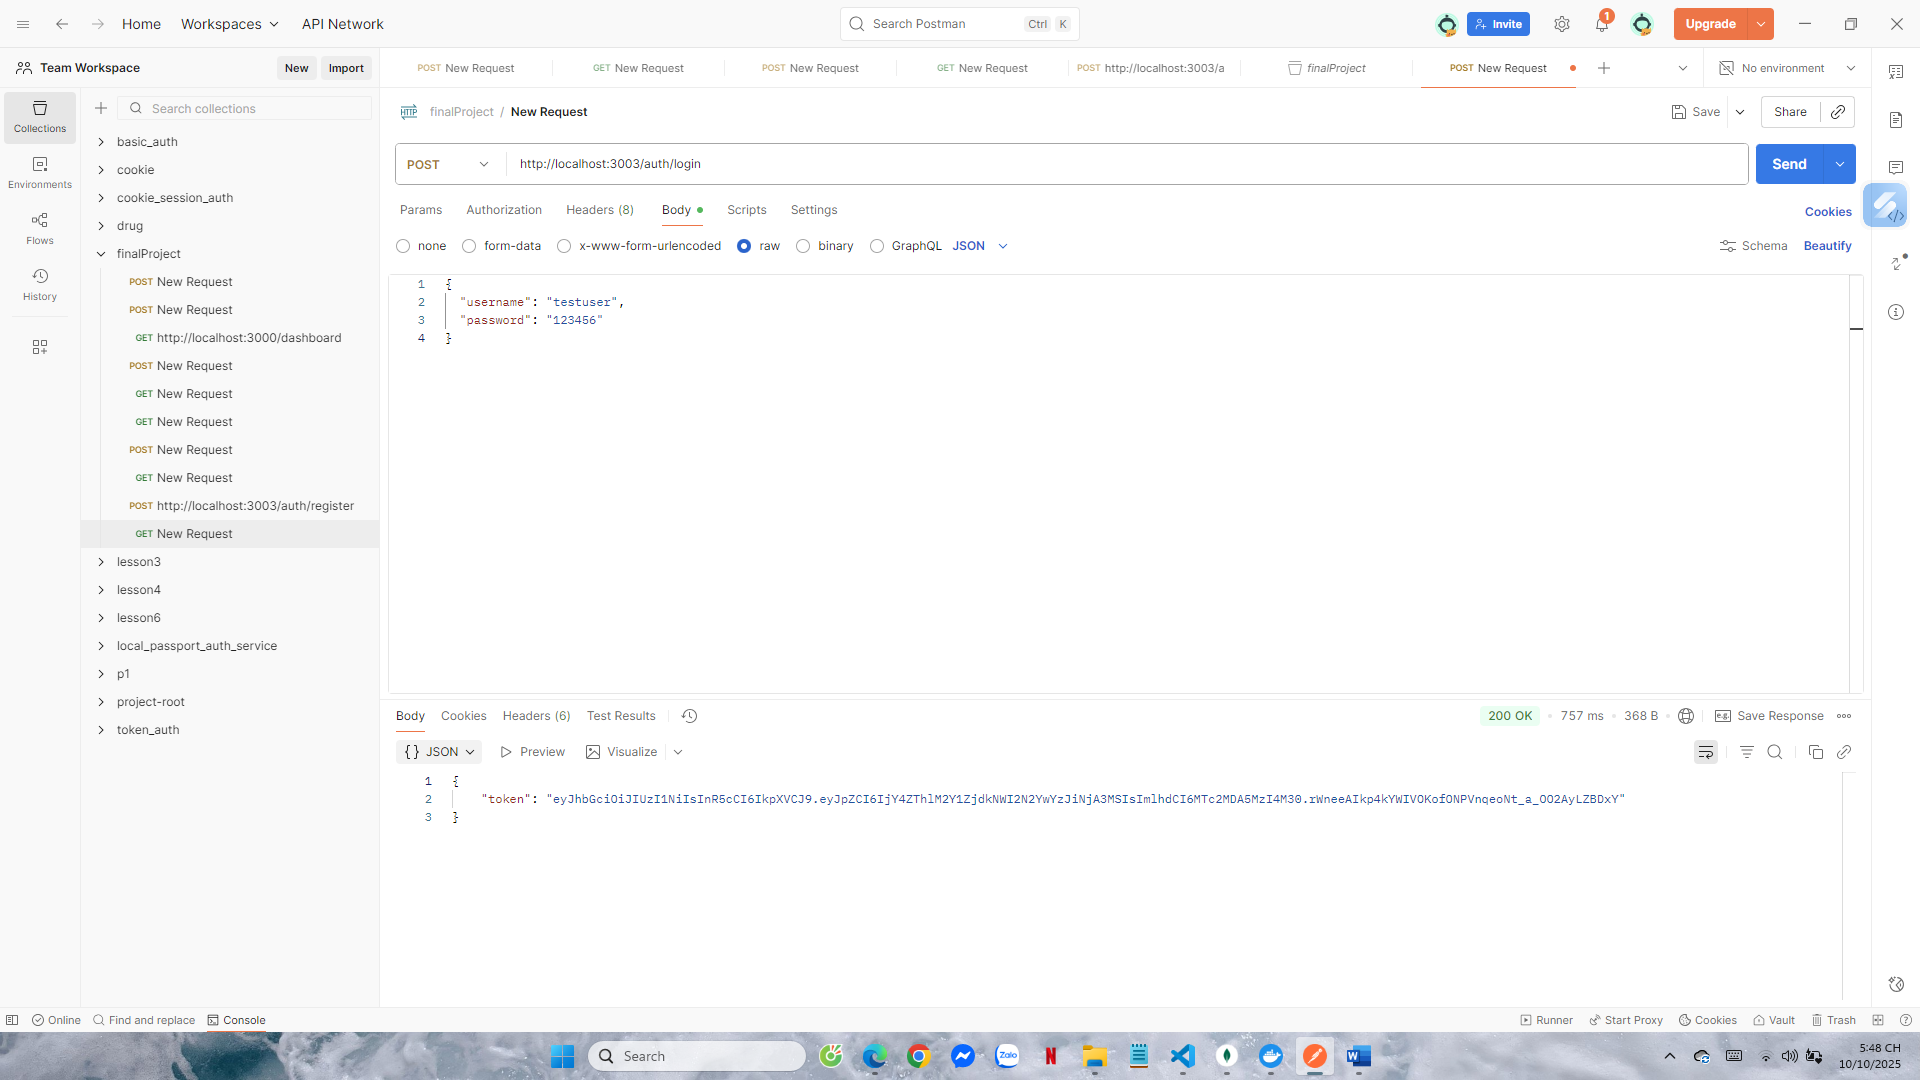 Home
Workspaces
API Network
Search Postman
Ctrl K
Invite
1
Upgrade
Team Workspace
New
Import
POST New Request
GET New Request
POST New Request
GET New Request
POST http://localhost:3003/a
finalProject
POST New Request
No environment
Collections
Environments
Flows
History
Search collections
basic_auth
cookie
cookie_session_auth
drug
finalProject
POST New Request
POST New Request
GET http://localhost:3000/dashboard
POST New Request
GET New Request
GET New Request
POST New Request
GET New Request
POST http://localhost:3003/auth/register
GET New Request
lesson3
lesson4
lesson6
local_passport_auth_service
p1
project-root
token_auth
HTTP finalProject / New Request
Save
Share
POST
http://localhost:3003/auth/login
Send
Params
Authorization
Headers (8)
Body
Scripts
Settings
Cookies
none
form-data
x-www-form-urlencoded
raw
binary
GraphQL
JSON
Schema
Beautify
1 {
2 "username": "testuser",
3 "password": "123456"
4 }
Body
Cookies
Headers (6)
Test Results
200 OK
757 ms
368 B
e.g.
Save Response
{} JSON
Preview
Visualize
1 {
2 "token": "eyJhbGciOiJIUzI1NiIsInR5cCI6IkpXVCJ9.eyJpZCI6IjY4ZThlM2Y1ZjdkNWI2N2YwYzJiNjA3MSIsImlhdCI6MTc2MDA5MzI4M30.rWneeAIkp4kYWIVOKofONPVnqeoNt_a_OO2AyLZBDxY"
3 }
Online
Find and replace
Console
Runner
Start Proxy
Cookies
Vault
Trash
Search
Zalo
N
W
5:48 CH
10/10/2025